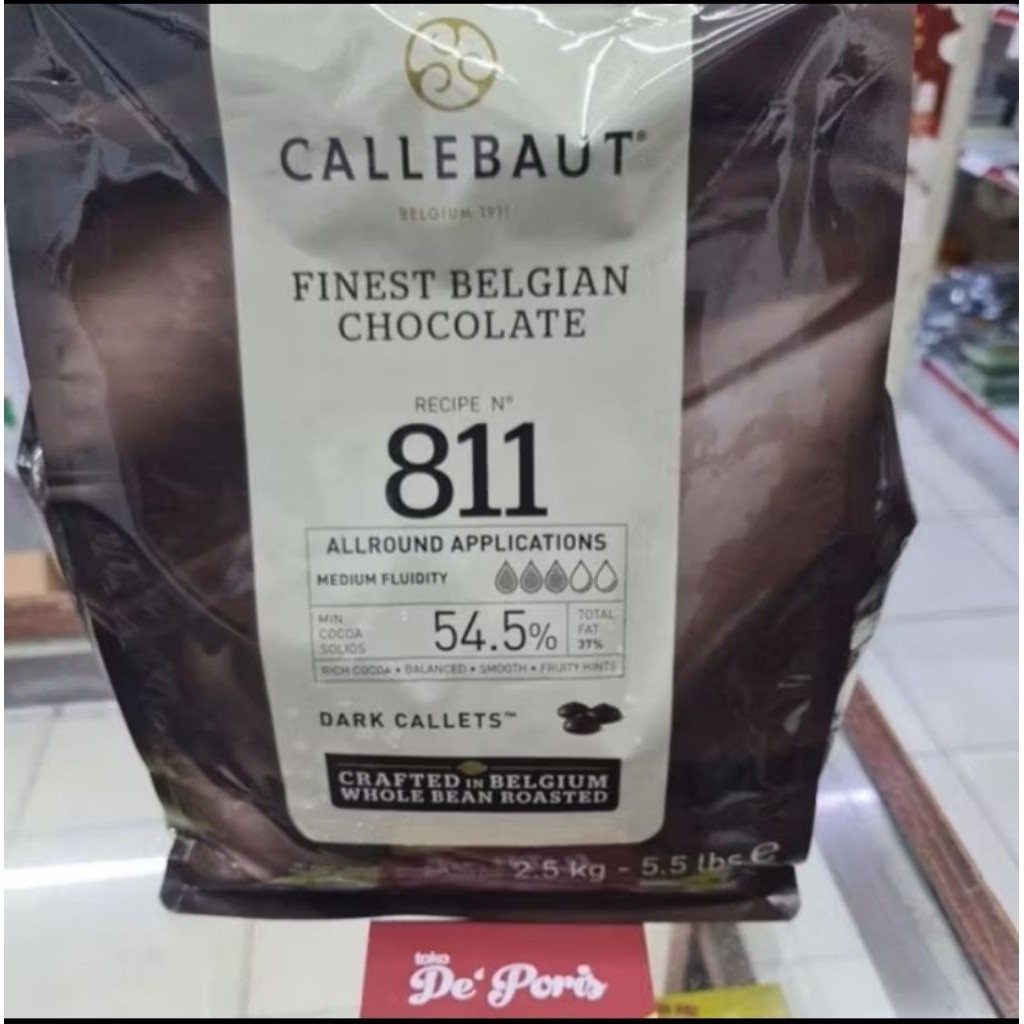 CALLEBAUT®
BELGIUM 1911
FINEST BELGIAN
CHOCOLATE
RECIPE N°
811
ALLROUND APPLICATIONS
MEDIUM FLUIDITY
MIN
COCOA
SOLIDS
54.5%
TOTAL
FAT
37%
RICH COCOA • BALANCED • SMOOTH • FRUITY HINTS
DARK CALLETS™
CRAFTED IN BELGIUM
WHOLE BEAN ROASTED
2.5 kg - 5.5 lbs e
toko
De' Poris